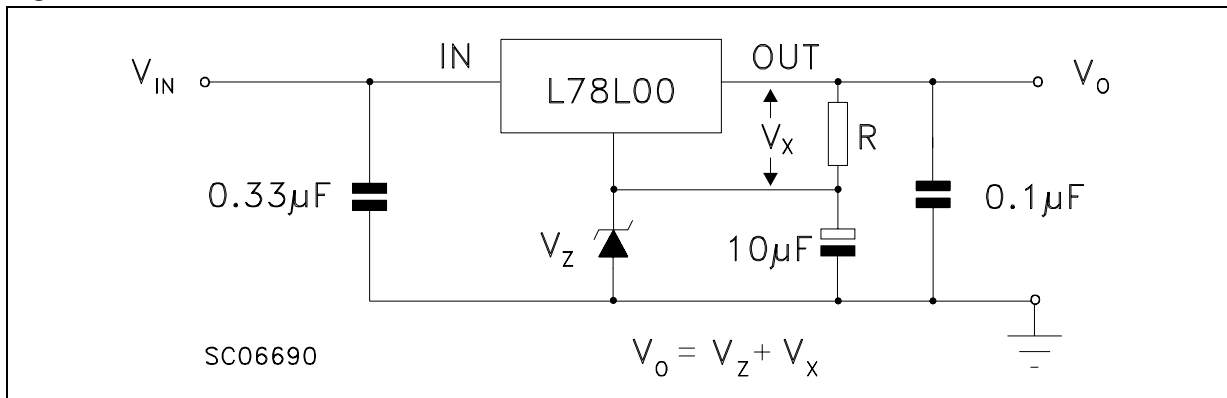 IN
OUT
V_IN
L78L00
V_O
V_X
R
0.33µF
0.1µF
V_Z
10µF
SC06690
V_O = V_Z + V_X